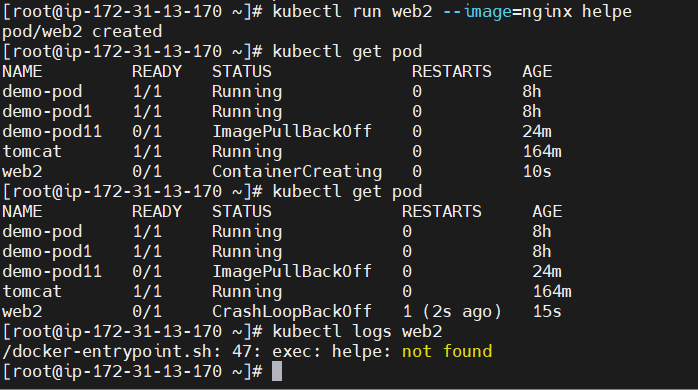 [root@ip-172-31-13-170 ~]# kubectl run web2 --image=nginx helpe
pod/web2 created
[root@ip-172-31-13-170 ~]# kubectl get pod
NAME         READY   STATUS              RESTARTS   AGE
demo-pod     1/1     Running             0          8h
demo-pod1    1/1     Running             0          8h
demo-pod11   0/1     ImagePullBackOff    0          24m
tomcat       1/1     Running             0          164m
web2         0/1     ContainerCreating   0          10s
[root@ip-172-31-13-170 ~]# kubectl get pod
NAME         READY   STATUS             RESTARTS     AGE
demo-pod     1/1     Running            0            8h
demo-pod1    1/1     Running            0            8h
demo-pod11   0/1     ImagePullBackOff   0            24m
tomcat       1/1     Running            0            164m
web2         0/1     CrashLoopBackOff   1 (2s ago)   15s
[root@ip-172-31-13-170 ~]# kubectl logs web2
/docker-entrypoint.sh: 47: exec: helpe: not found
[root@ip-172-31-13-170 ~]#